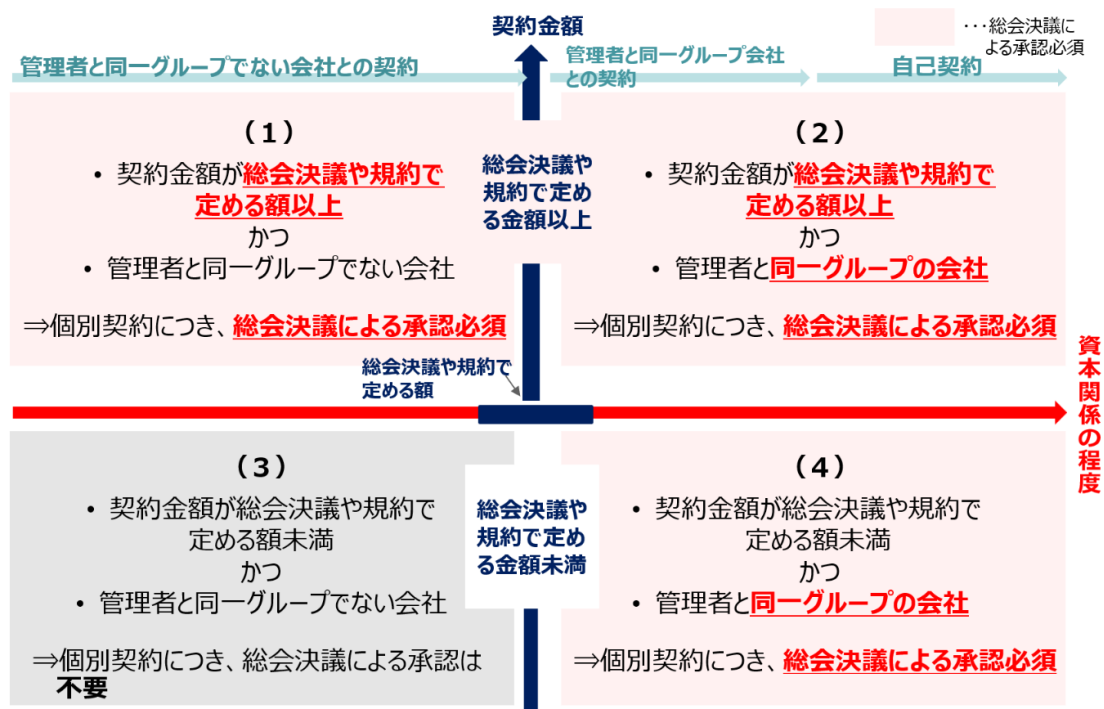 契約金額
・・・総会決議に
よる承認必須
管理者と同一グループでない会社との契約
管理者と同一グループ会社
との契約
自己契約
（１）
• 契約金額が総会決議や規約で
定める額以上
かつ
• 管理者と同一グループでない会社
⇒個別契約につき、総会決議による承認必須
総会決議や
規約で定め
る金額以上
（２）
• 契約金額が総会決議や規約で
定める額以上
かつ
• 管理者と同一グループの会社
⇒個別契約につき、総会決議による承認必須
総会決議や規約で
定める額
資本関係の程度
（３）
• 契約金額が総会決議や規約で
定める額未満
かつ
• 管理者と同一グループでない会社
⇒個別契約につき、総会決議による承認は
不要
総会決議や
規約で定め
る金額未満
（４）
• 契約金額が総会決議や規約で
定める額未満
かつ
• 管理者と同一グループの会社
⇒個別契約につき、総会決議による承認必須